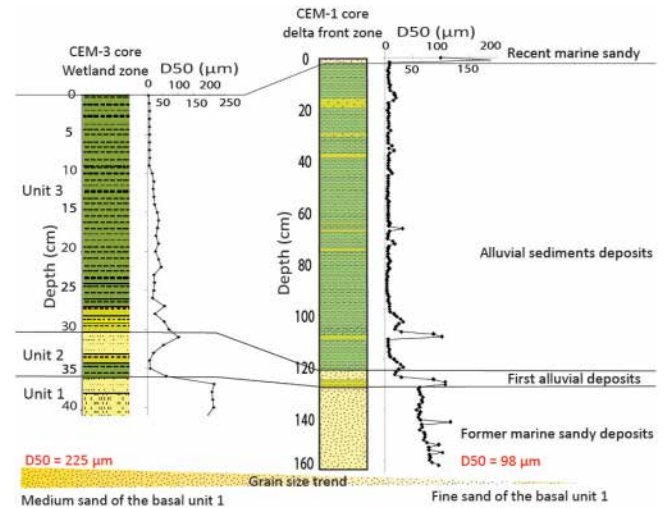 CEM-3 core
Wetland zone
D50 (µm)
0 100 200
50 150 250
0
5
10
15
20
25
30
35
40
Depth (cm)
Unit 3
Unit 2
Unit 1
CEM-1 core
delta front zone
D50 (µm)
0 100 200
50 150
0
20
40
60
80
100
120
140
160
Depth (cm)
Recent marine sandy
Alluvial sediments deposits
First alluvial deposits
Former marine sandy deposits
D50 = 225 µm
D50 = 98 µm
Grain size trend
Medium sand of the basal unit 1
Fine sand of the basal unit 1